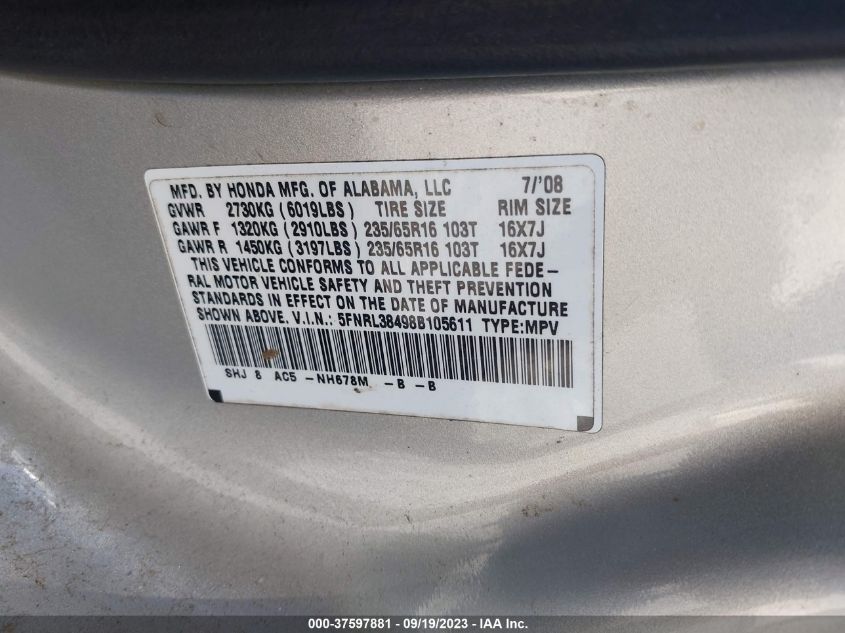 MFD. BY HONDA MFG. OF ALABAMA, LLC 7/'08
GVWR 2730KG (6019LBS) TIRE SIZE RIM SIZE
GAWR F 1320KG (2910LBS) 235/65R16 103T 16X7J
GAWR R 1450KG (3197LBS) 235/65R16 103T 16X7J
THIS VEHICLE CONFORMS TO ALL APPLICABLE FEDE-
RAL MOTOR VEHICLE SAFETY AND THEFT PREVENTION
STANDARDS IN EFFECT ON THE DATE OF MANUFACTURE
SHOWN ABOVE. V.I.N.: 5FNRL38498B105611 TYPE:MPV
SHJ 8 AC5 -NH678M -B -B
000-37597881 - 09/19/2023 - IAA Inc.